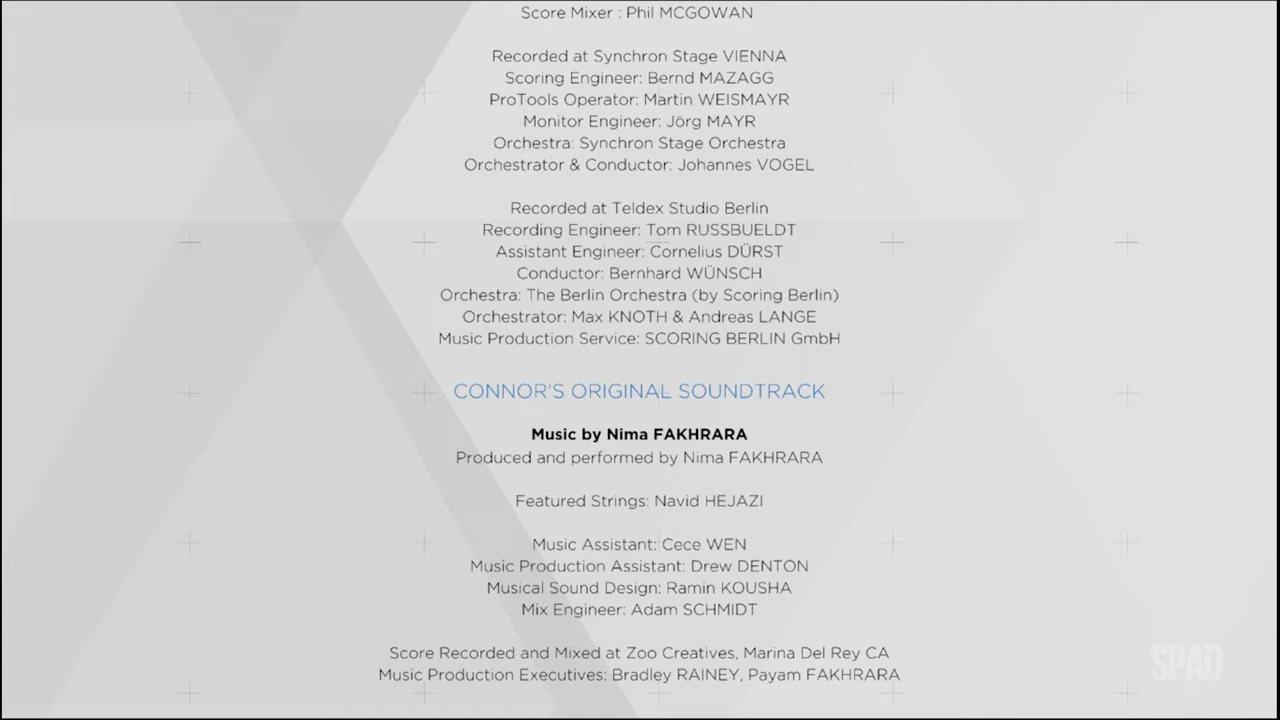 Score Mixer : Phil MCGOWAN
Recorded at Synchron Stage VIENNA
Scoring Engineer: Bernd MAZAGG
ProTools Operator: Martin WEISMAYR
Monitor Engineer: Jörg MAYR
Orchestra: Synchron Stage Orchestra
Orchestrator & Conductor: Johannes VOGEL
Recorded at Teldex Studio Berlin
Recording Engineer: Tom RUSSBUELDT
Assistant Engineer: Cornelius DÜRST
Conductor: Bernhard WÜNSCH
Orchestra: The Berlin Orchestra (by Scoring Berlin)
Orchestrator: Max KNOTH & Andreas LANGE
Music Production Service: SCORING BERLIN GmbH
CONNOR'S ORIGINAL SOUNDTRACK
Music by Nima FAKHRARA
Produced and performed by Nima FAKHRARA
Featured Strings: Navid HEJAZI
Music Assistant: Cece WEN
Music Production Assistant: Drew DENTON
Musical Sound Design: Ramin KOUSHA
Mix Engineer: Adam SCHMIDT
Score Recorded and Mixed at Zoo Creatives, Marina Del Rey CA
Music Production Executives: Bradley RAINEY, Payam FAKHRARA
SPAD